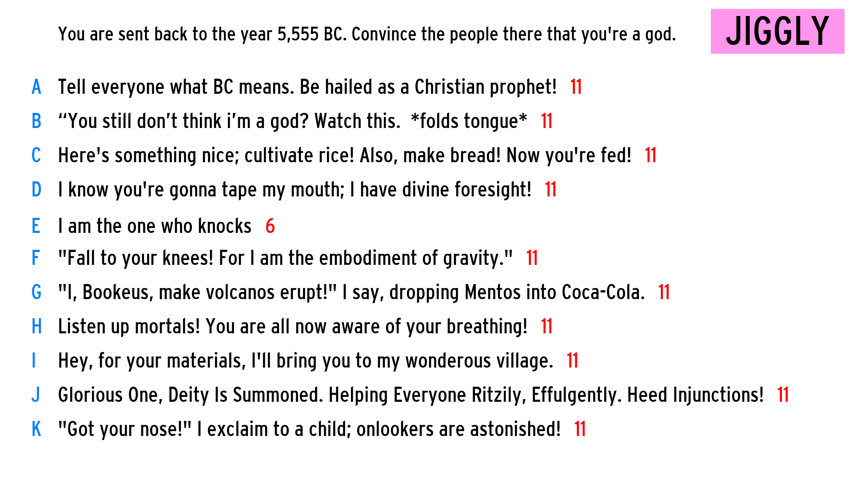 You are sent back to the year 5,555 BC. Convince the people there that you're a god. JIGGLY
A Tell everyone what BC means. Be hailed as a Christian prophet! 11
B “You still don’t think i’m a god? Watch this. *folds tongue* 11
C Here's something nice; cultivate rice! Also, make bread! Now you're fed! 11
D I know you're gonna tape my mouth; I have divine foresight! 11
E I am the one who knocks 6
F "Fall to your knees! For I am the embodiment of gravity." 11
G "I, Bookeus, make volcanos erupt!" I say, dropping Mentos into Coca-Cola. 11
H Listen up mortals! You are all now aware of your breathing! 11
I Hey, for your materials, I'll bring you to my wonderous village. 11
J Glorious One, Deity Is Summoned. Helping Everyone Ritzily, Effulgently. Heed Injunctions! 11
K "Got your nose!" I exclaim to a child; onlookers are astonished! 11